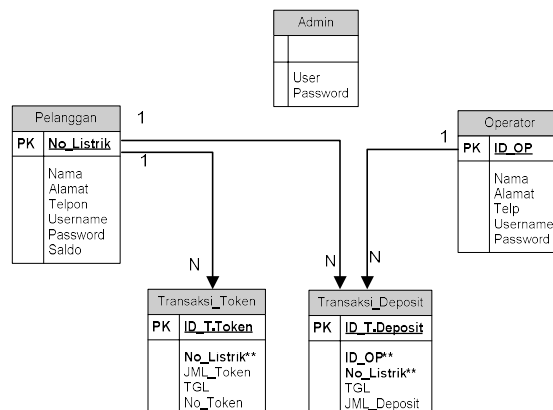 Admin
User
Password
Pelanggan
PK No_Listrik
Nama
Alamat
Telpon
Username
Password
Saldo
1
1
N
N
N
1
Operator
PK ID_OP
Nama
Alamat
Telp
Username
Password
Transaksi_Token
PK ID_T.Token
No_Listrik**
JML_Token
TGL
No_Token
Transaksi_Deposit
PK ID_T.Deposit
ID_OP**
No_Listrik**
TGL
JML_Deposit